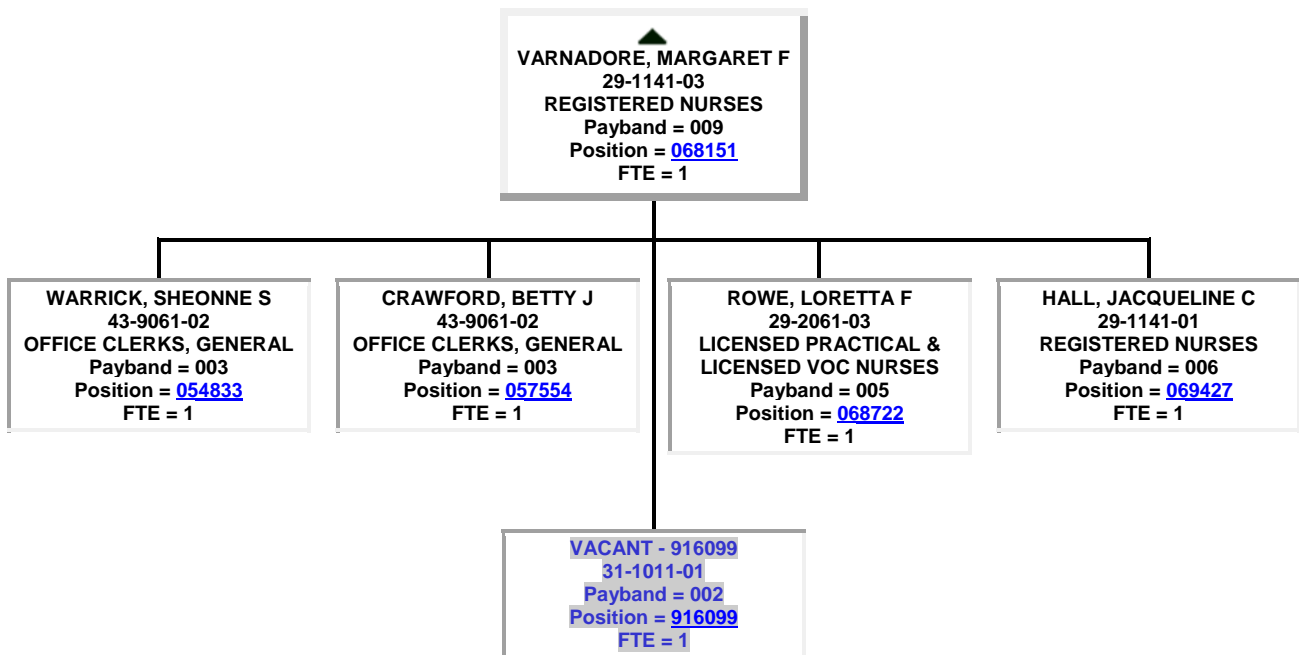 VARNADORE, MARGARET F
29-1141-03
REGISTERED NURSES
Payband = 009
Position = 068151
FTE = 1
WARRICK, SHEONNE S
43-9061-02
OFFICE CLERKS, GENERAL
Payband = 003
Position = 054833
FTE = 1
CRAWFORD, BETTY J
43-9061-02
OFFICE CLERKS, GENERAL
Payband = 003
Position = 057554
FTE = 1
ROWE, LORETTA F
29-2061-03
LICENSED PRACTICAL &
LICENSED VOC NURSES
Payband = 005
Position = 068722
FTE = 1
HALL, JACQUELINE C
29-1141-01
REGISTERED NURSES
Payband = 006
Position = 069427
FTE = 1
VACANT - 916099
31-1011-01
Payband = 002
Position = 916099
FTE = 1